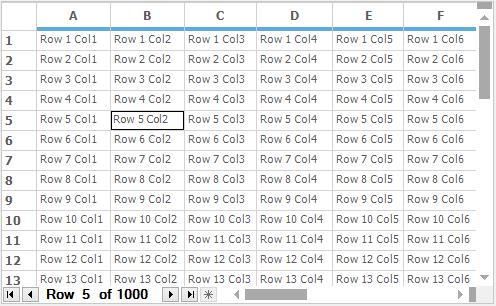 A B C D E F
1 Row 1 Col1 Row 1 Col2 Row 1 Col3 Row 1 Col4 Row 1 Col5 Row 1 Col6
2 Row 2 Col1 Row 2 Col2 Row 2 Col3 Row 2 Col4 Row 2 Col5 Row 2 Col6
3 Row 3 Col1 Row 3 Col2 Row 3 Col3 Row 3 Col4 Row 3 Col5 Row 3 Col6
4 Row 4 Col1 Row 4 Col2 Row 4 Col3 Row 4 Col4 Row 4 Col5 Row 4 Col6
5 Row 5 Col1 Row 5 Col2 Row 5 Col3 Row 5 Col4 Row 5 Col5 Row 5 Col6
6 Row 6 Col1 Row 6 Col2 Row 6 Col3 Row 6 Col4 Row 6 Col5 Row 6 Col6
7 Row 7 Col1 Row 7 Col2 Row 7 Col3 Row 7 Col4 Row 7 Col5 Row 7 Col6
8 Row 8 Col1 Row 8 Col2 Row 8 Col3 Row 8 Col4 Row 8 Col5 Row 8 Col6
9 Row 9 Col1 Row 9 Col2 Row 9 Col3 Row 9 Col4 Row 9 Col5 Row 9 Col6
10 Row 10 Col1 Row 10 Col2 Row 10 Col3 Row 10 Col4 Row 10 Col5 Row 10 Col6
11 Row 11 Col1 Row 11 Col2 Row 11 Col3 Row 11 Col4 Row 11 Col5 Row 11 Col6
12 Row 12 Col1 Row 12 Col2 Row 12 Col3 Row 12 Col4 Row 12 Col5 Row 12 Col6
13 Row 13 Col1 Row 13 Col2 Row 13 Col3 Row 13 Col4 Row 13 Col5 Row 13 Col6
Row 5 of 1000